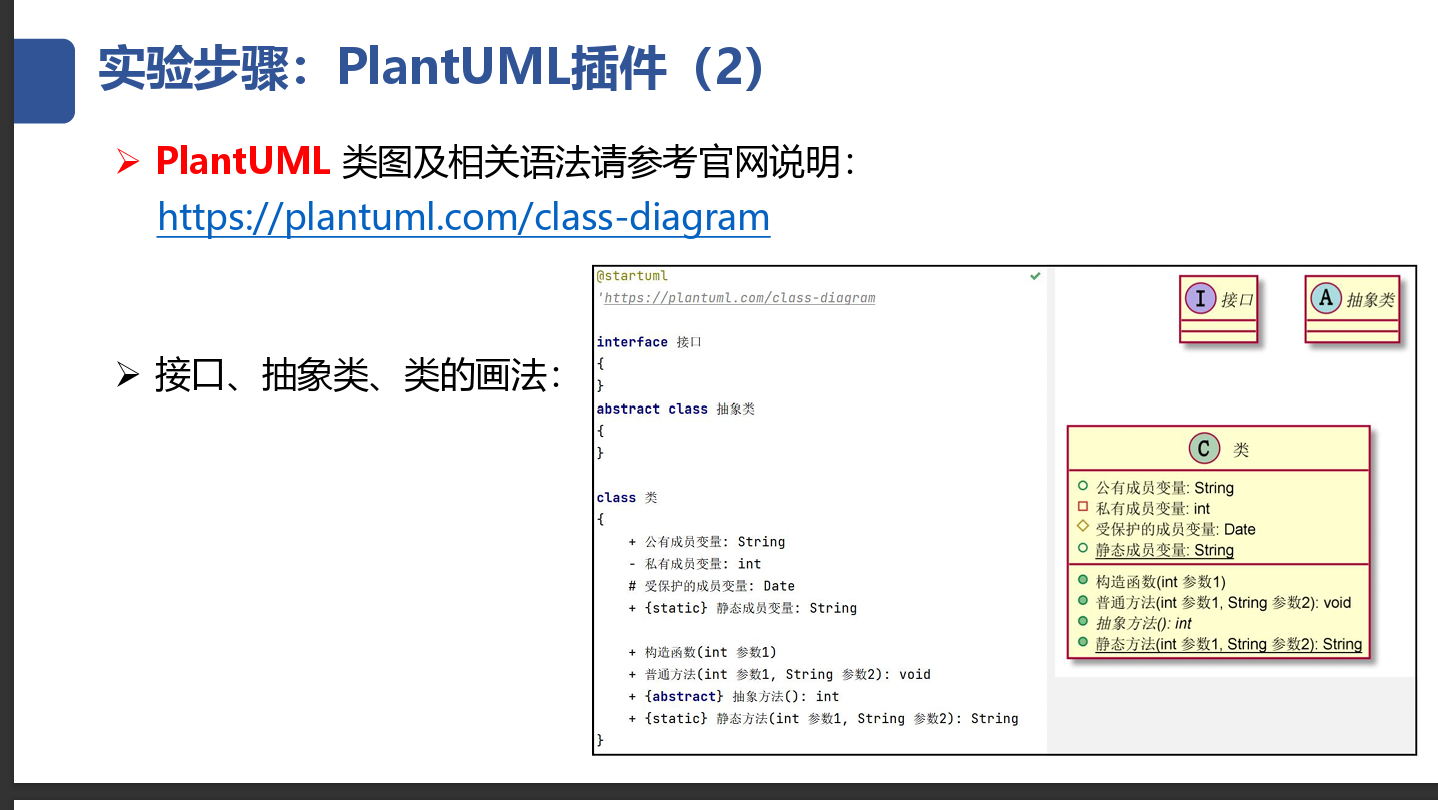 实验步骤：PlantUML插件（2）
PlantUML 类图及相关语法请参考官网说明：
https://plantuml.com/class-diagram
接口、抽象类、类的画法：
@startuml
'https://plantuml.com/class-diagram
interface 接口
{
}
abstract class 抽象类
{
}
class 类
{
+ 公有成员变量: String
- 私有成员变量: int
# 受保护的成员变量: Date
+ {static} 静态成员变量: String
+ 构造函数(int 参数1)
+ 普通方法(int 参数1, String 参数2): void
+ {abstract} 抽象方法(): int
+ {static} 静态方法(int 参数1, String 参数2): String
}
I 接口
A 抽象类
C 类
公有成员变量: String
私有成员变量: int
受保护的成员变量: Date
静态成员变量: String
构造函数(int 参数1)
普通方法(int 参数1, String 参数2): void
抽象方法(): int
静态方法(int 参数1, String 参数2): String